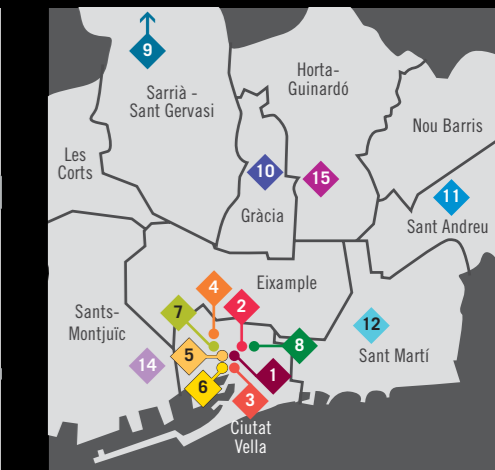 9
Sarrià -
Sant Gervasi
Horta-
Guinardó
Nou Barris
Les
Corts
10
15
11
Gràcia
Sant Andreu
Eixample
4
2
7
Sants-
Montjuïc
12
8
Sant Martí
5
14
1
6
3
Ciutat
Vella